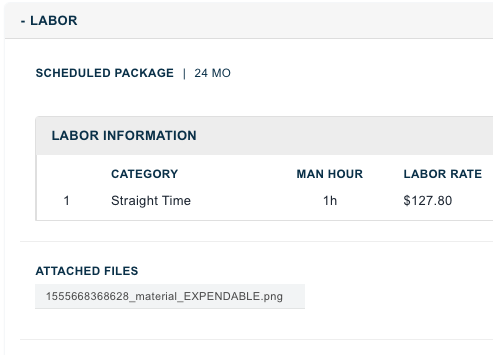 - LABOR
SCHEDULED PACKAGE | 24 MO
LABOR INFORMATION
CATEGORY MAN HOUR LABOR RATE
1 Straight Time 1h $127.80
ATTACHED FILES
1555668368628_material_EXPENDABLE.png